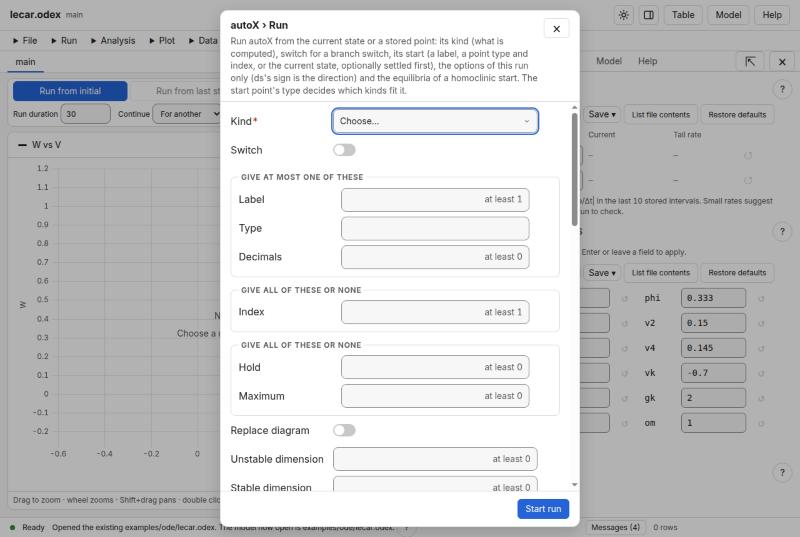 lecar.odex main
Table
Model
Help
File
Run
Analysis
Plot
Data
main
Model
Help
Run from initial
Run from last st
Run duration
30
Continue
For another
W vs V
1.2
1.1
1
0.9
0.8
0.7
0.6
0.5
0.4
0.3
0.2
0.1
0
−0.1
−0.2
W
−0.6
−0.4
−0.2
0
N
Choose a r
Drag to zoom · wheel zooms · Shift+drag pans · double clic
autoX › Run
×
Run autoX from the current state or a stored point: its kind (what is
computed), switch for a branch switch, its start (a label, a point type and
index, or the current state, optionally settled first), the options of this run
only (ds's sign is the direction) and the equilibria of a homoclinic start. The
start point's type decides which kinds fit it.
Kind*
Choose...
Switch
GIVE AT MOST ONE OF THESE
Label
at least 1
Type
Decimals
at least 0
GIVE ALL OF THESE OR NONE
Index
at least 1
GIVE ALL OF THESE OR NONE
Hold
at least 0
Maximum
at least 0
Replace diagram
Unstable dimension
at least 0
Stable dimension
at least 0
Start run
?
Save ▾
List file contents
Restore defaults
Current
Tail rate
–
–
–
–
/Δt| in the last 10 stored intervals. Small rates suggest
un to check.
s
?
Enter or leave a field to apply.
Save ▾
List file contents
Restore defaults
phi
0.333
v2
0.15
v4
0.145
vk
-0.7
gk
2
om
1
?
Ready
Opened the existing examples/ode/lecar.odex. The model now open is examples/ode/lecar.odex.
?
Messages (4)
0 rows